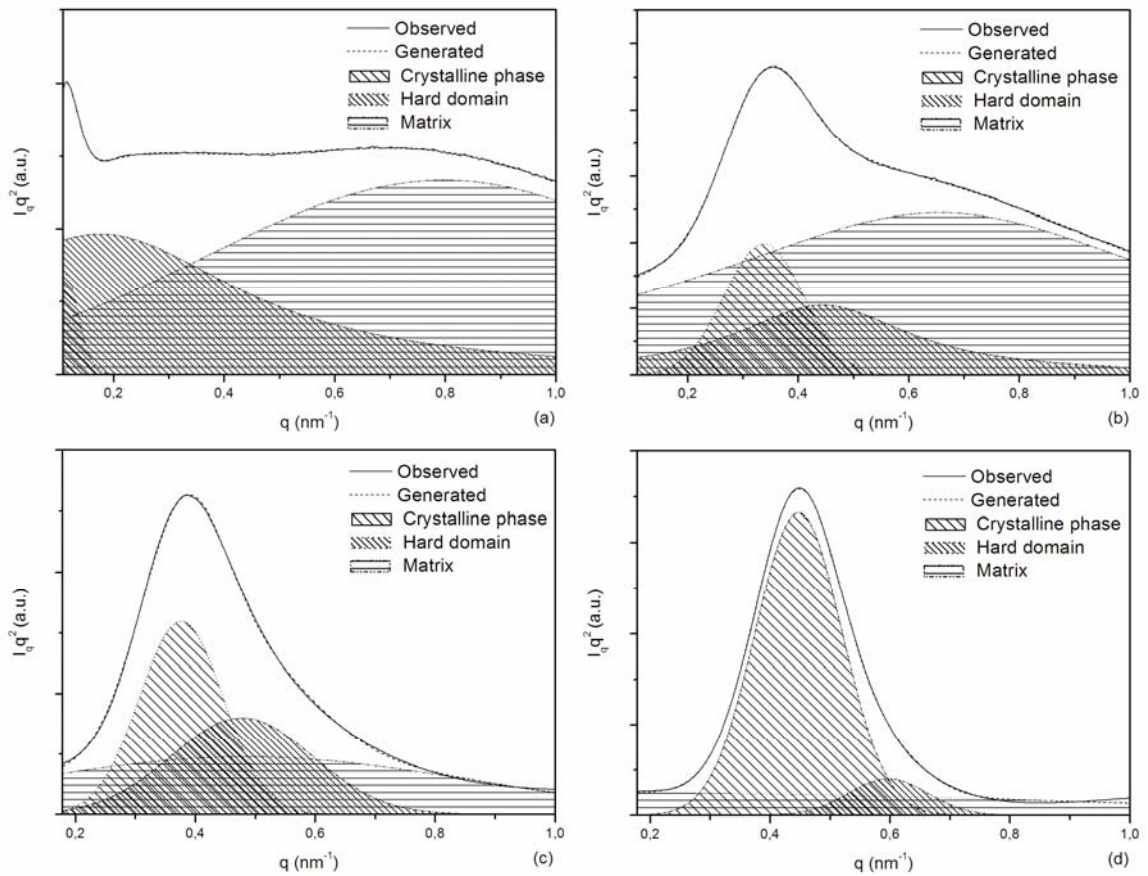 Observed
Generated
Crystalline phase
Hard domain
Matrix
I_q q² (a.u.)
0,2 0,4 0,6 0,8 1,0
q (nm⁻¹)
(a)
Observed
Generated
Crystalline phase
Hard domain
Matrix
I_q q² (a.u.)
0,2 0,4 0,6 0,8 1,0
q (nm⁻¹)
(b)
Observed
Generated
Crystalline phase
Hard domain
Matrix
I_q q² (a.u.)
0,2 0,4 0,6 0,8 1,0
q (nm⁻¹)
(c)
Observed
Generated
Crystalline phase
Hard domain
Matrix
I_q q² (a.u.)
0,2 0,4 0,6 0,8 1,0
q (nm⁻¹)
(d)